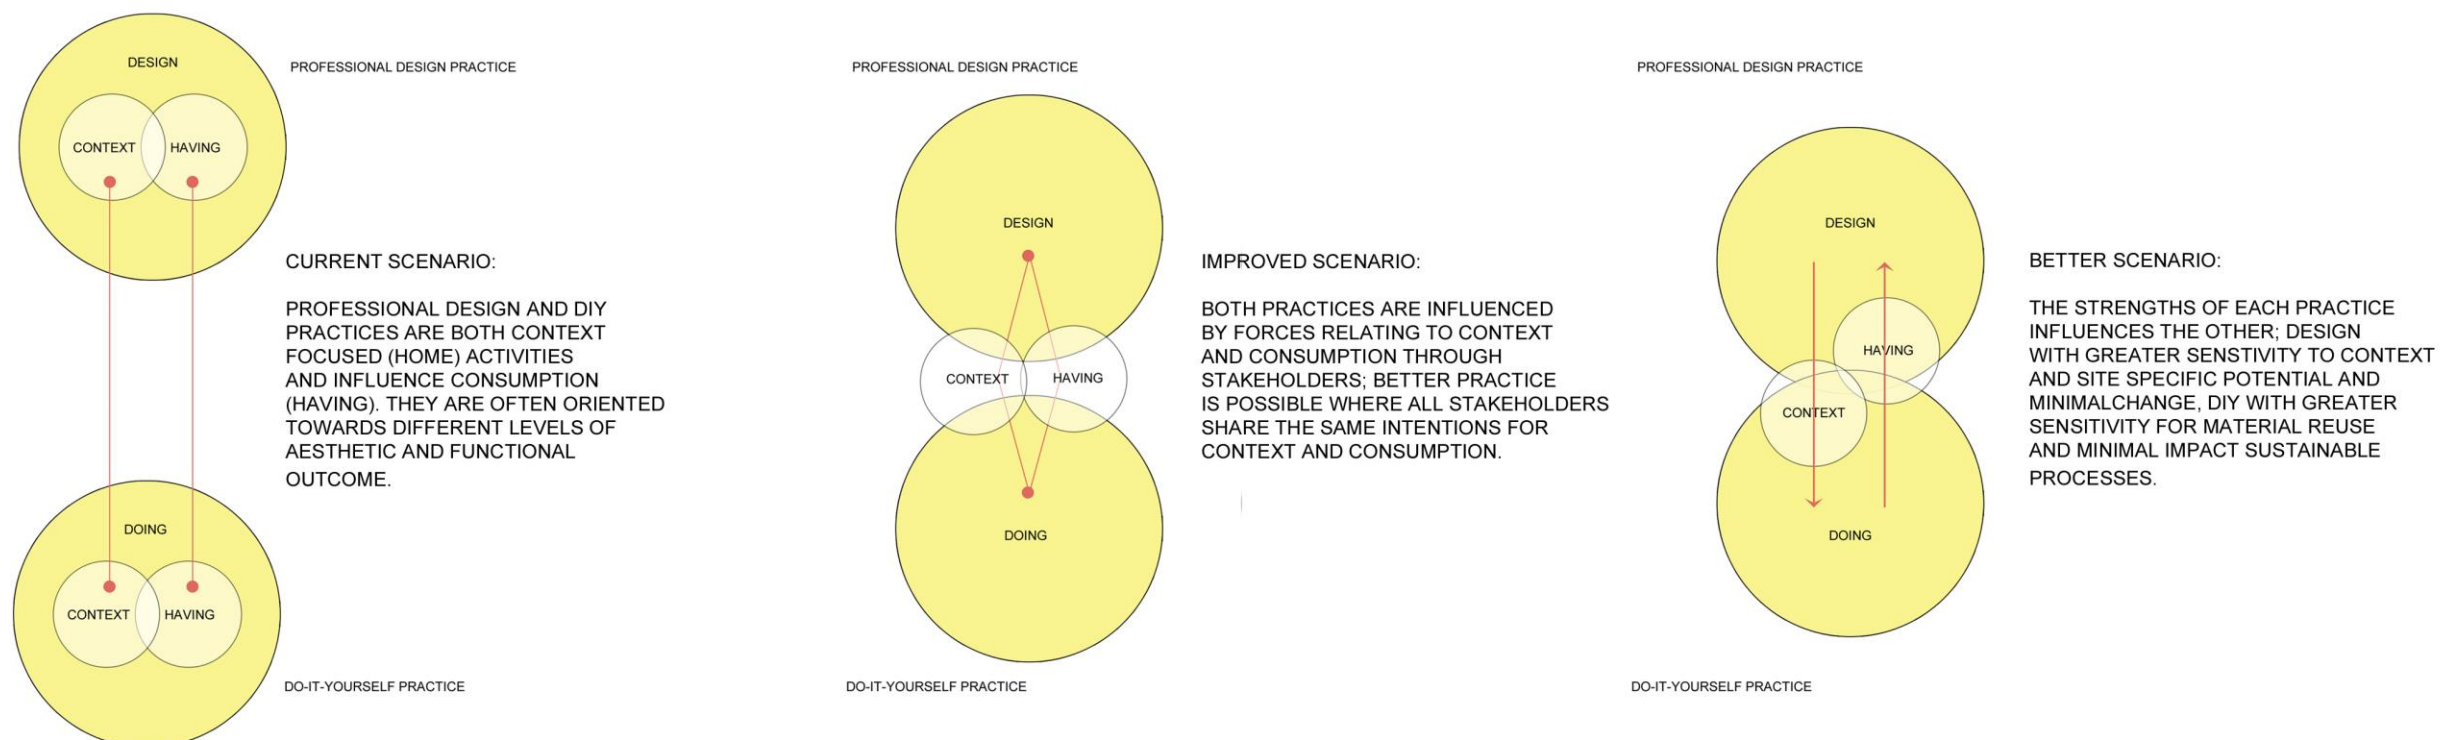 DESIGN
PROFESSIONAL DESIGN PRACTICE
CONTEXT
HAVING
CURRENT SCENARIO:
PROFESSIONAL DESIGN AND DIY
PRACTICES ARE BOTH CONTEXT
FOCUSED (HOME) ACTIVITIES
AND INFLUENCE CONSUMPTION
(HAVING). THEY ARE OFTEN ORIENTED
TOWARDS DIFFERENT LEVELS OF
AESTHETIC AND FUNCTIONAL
OUTCOME.
DOING
CONTEXT
HAVING
DO-IT-YOURSELF PRACTICE
PROFESSIONAL DESIGN PRACTICE
DESIGN
CONTEXT
HAVING
IMPROVED SCENARIO:
BOTH PRACTICES ARE INFLUENCED
BY FORCES RELATING TO CONTEXT
AND CONSUMPTION THROUGH
STAKEHOLDERS; BETTER PRACTICE
IS POSSIBLE WHERE ALL STAKEHOLDERS
SHARE THE SAME INTENTIONS FOR
CONTEXT AND CONSUMPTION.
DOING
DO-IT-YOURSELF PRACTICE
PROFESSIONAL DESIGN PRACTICE
DESIGN
HAVING
CONTEXT
BETTER SCENARIO:
THE STRENGTHS OF EACH PRACTICE
INFLUENCES THE OTHER; DESIGN
WITH GREATER SENSTIVITY TO CONTEXT
AND SITE SPECIFIC POTENTIAL AND
MINIMALCHANGE, DIY WITH GREATER
SENSITIVITY FOR MATERIAL REUSE
AND MINIMAL IMPACT SUSTAINABLE
PROCESSES.
DOING
DO-IT-YOURSELF PRACTICE